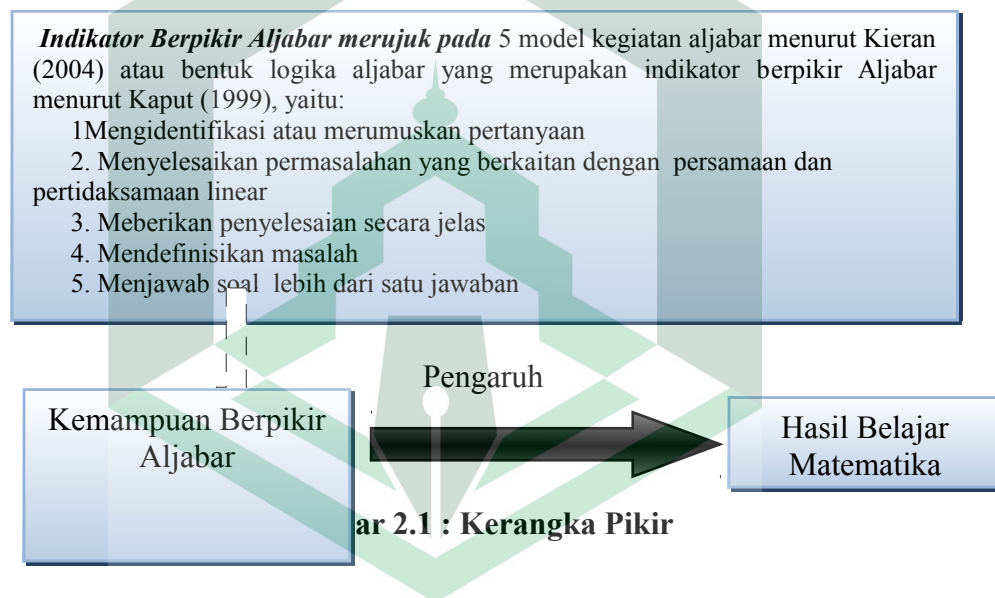 Indikator Berpikir Aljabar merujuk pada 5 model kegiatan aljabar menurut Kieran
(2004) atau bentuk logika aljabar yang merupakan indikator berpikir Aljabar
menurut Kaput (1999), yaitu:
1Mengidentifikasi atau merumuskan pertanyaan
2. Menyelesaikan permasalahan yang berkaitan dengan persamaan dan
pertidaksamaan linear
3. Meberikan penyelesaian secara jelas
4. Mendefinisikan masalah
5. Menjawab soal lebih dari satu jawaban
Pengaruh
Kemampuan Berpikir
Aljabar
Hasil Belajar
Matematika
ar 2.1 : Kerangka Pikir